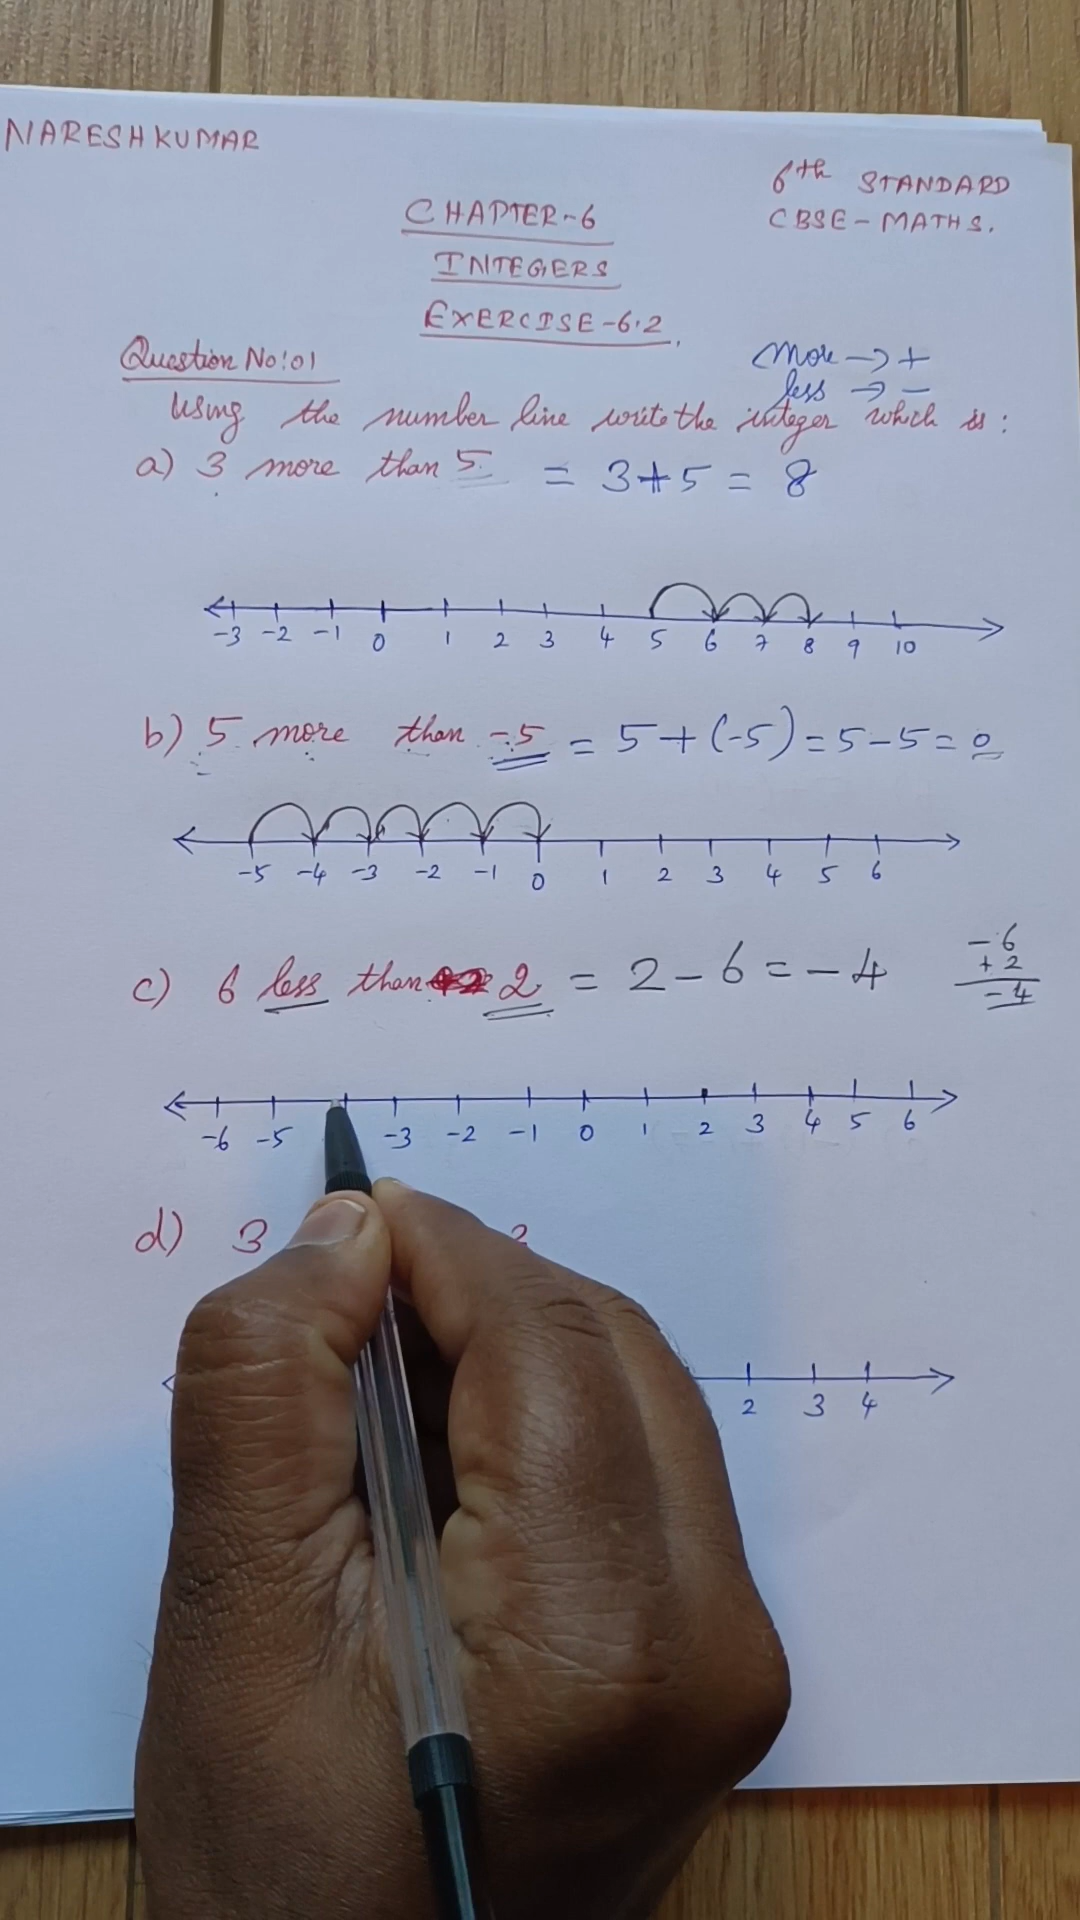 NARESH KUMAR
6th STANDARD
CBSE-MATHS.
CHAPTER-6
INTEGERS
EXERCISE-6.2
Question No:01
More → +
less → -
Using the number line write the integer which is:
a) 3 more than 5 = 3+5 = 8
-3 -2 -1 0 1 2 3 4 5 6 7 8 9 10
b) 5 more than -5 = 5+(-5) = 5-5 = 0
-5 -4 -3 -2 -1 0 1 2 3 4 5 6
c) 6 less than 2 = 2-6 = -4
-6
+2
-4
-6 -5 -3 -2 -1 0 1 2 3 4 5 6
d) 3
2 3 4